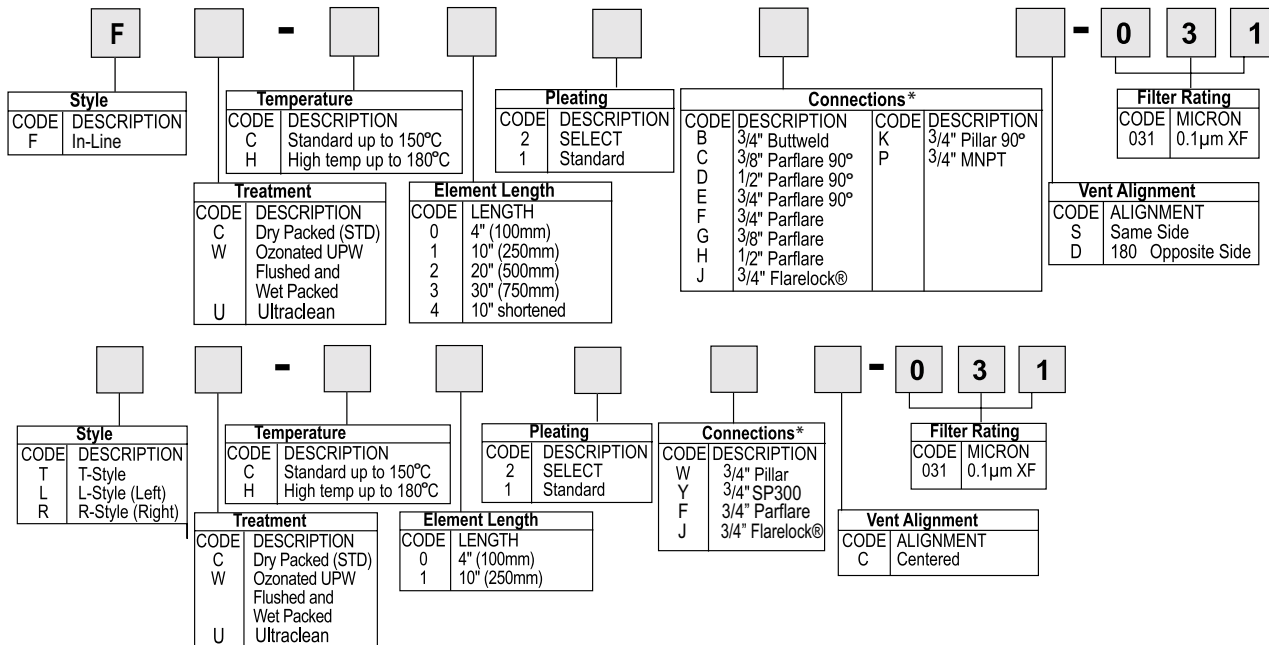 F - - 0 3 1
Style
CODE DESCRIPTION
F In-Line
Temperature
CODE DESCRIPTION
C Standard up to 150ºC
H High temp up to 180ºC
Pleating
CODE DESCRIPTION
2 SELECT
1 Standard
Connections*
CODE DESCRIPTION CODE DESCRIPTION
B 3/4" Buttweld K 3/4" Pillar 90º
C 3/8" Parflare 90º P 3/4" MNPT
D 1/2" Parflare 90º
E 3/4" Parflare 90º
F 3/4" Parflare
G 3/8" Parflare
H 1/2" Parflare
J 3/4" Flarelock®
Filter Rating
CODE MICRON
031 0.1µm XF
Treatment
CODE DESCRIPTION
C Dry Packed (STD)
W Ozonated UPW
Flushed and
Wet Packed
U Ultraclean
Element Length
CODE LENGTH
0 4" (100mm)
1 10" (250mm)
2 20" (500mm)
3 30" (750mm)
4 10" shortened
Vent Alignment
CODE ALIGNMENT
S Same Side
D 180 Opposite Side
- - 0 3 1
Style
CODE DESCRIPTION
T T-Style
L L-Style (Left)
R R-Style (Right)
Temperature
CODE DESCRIPTION
C Standard up to 150ºC
H High temp up to 180ºC
Pleating
CODE DESCRIPTION
2 SELECT
1 Standard
Connections*
CODE DESCRIPTION
W 3/4" Pillar
Y 3/4" SP300
F 3/4” Parflare
J 3/4” Flarelock®
Filter Rating
CODE MICRON
031 0.1µm XF
Treatment
CODE DESCRIPTION
C Dry Packed (STD)
W Ozonated UPW
Flushed and
Wet Packed
U Ultraclean
Element Length
CODE LENGTH
0 4" (100mm)
1 10" (250mm)
Vent Alignment
CODE ALIGNMENT
C Centered